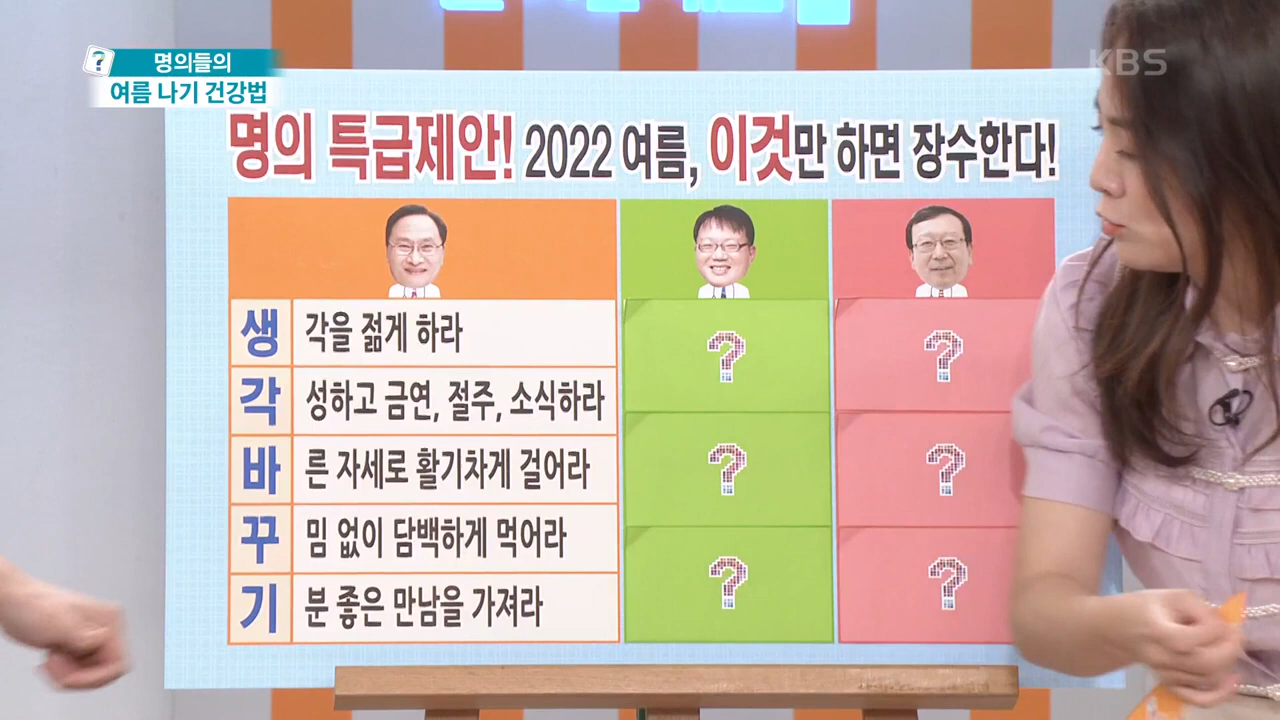 KBS
명의들의
여름 나기 건강법
명의 특급제안! 2022 여름, 이것만 하면 장수한다!
생 각을 젊게 하라
각 성하고 금연, 절주, 소식하라
바 른 자세로 활기차게 걸어라
꾸 밈 없이 담백하게 먹어라
기 분 좋은 만남을 가져라
? ?
? ?
? ?